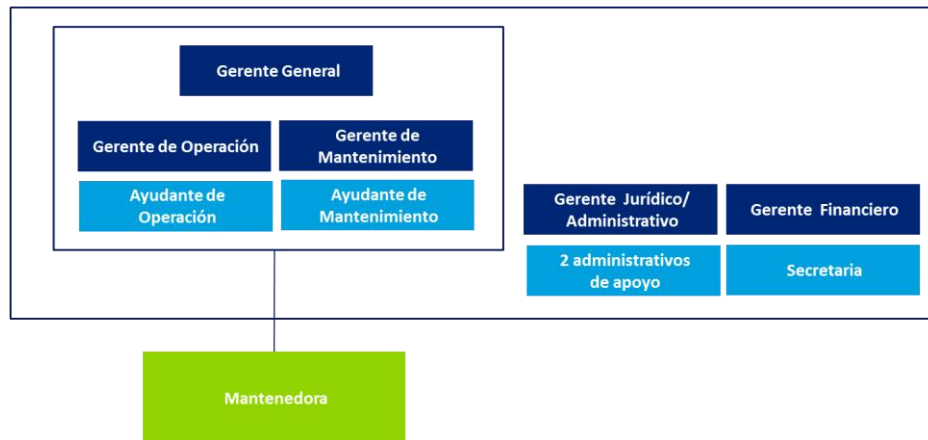 Gerente General
Gerente de Operación
Gerente de
Mantenimiento
Ayudante de
Operación
Ayudante de
Mantenimiento
Gerente Jurídico/
Administrativo
Gerente Financiero
2 administrativos
de apoyo
Secretaria
Mantenedora